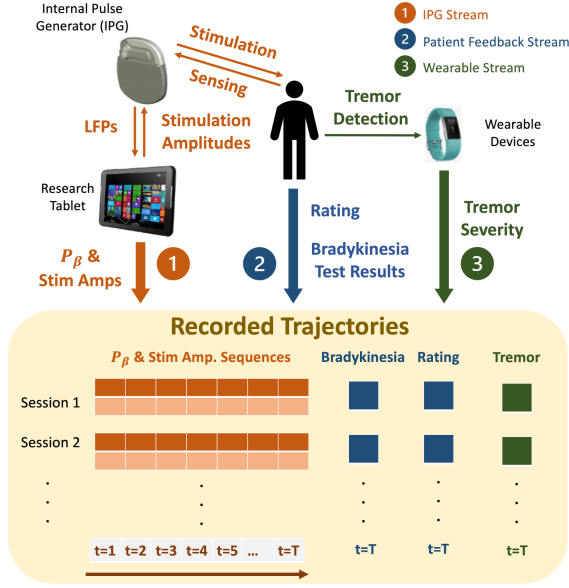 Internal Pulse
Generator (IPG)
Stimulation
Sensing
1 IPG Stream
2 Patient Feedback Stream
3 Wearable Stream
LFPs
Stimulation
Amplitudes
Tremor
Detection
Wearable
Devices
Research
Tablet
P_β &
Stim Amps
1
2
Rating
Bradykinesia
Test Results
Tremor
Severity
3
Recorded Trajectories
P_β & Stim Amp. Sequences
Bradykinesia
Rating
Tremor
Session 1
Session 2
t=1 t=2 t=3 t=4 t=5 ... t=T
t=T
t=T
t=T